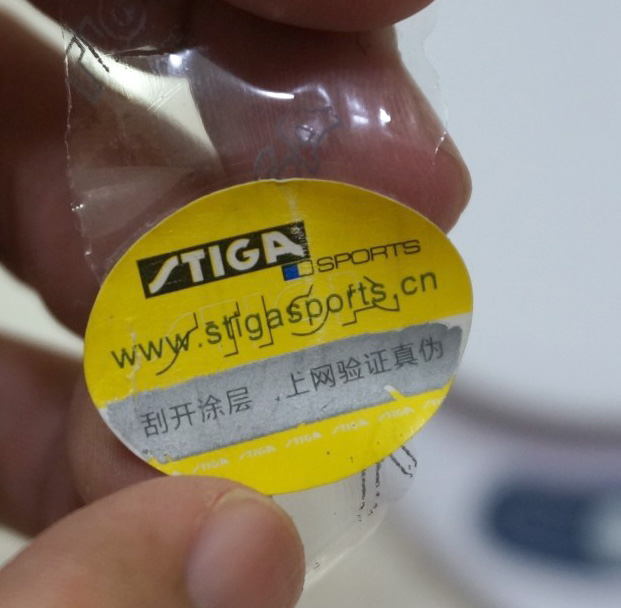 STIGA SPORTS
www.stigasports.cn
刮开涂层 上网验证真伪
STIGA STIGA STIGA STIGA STIGA